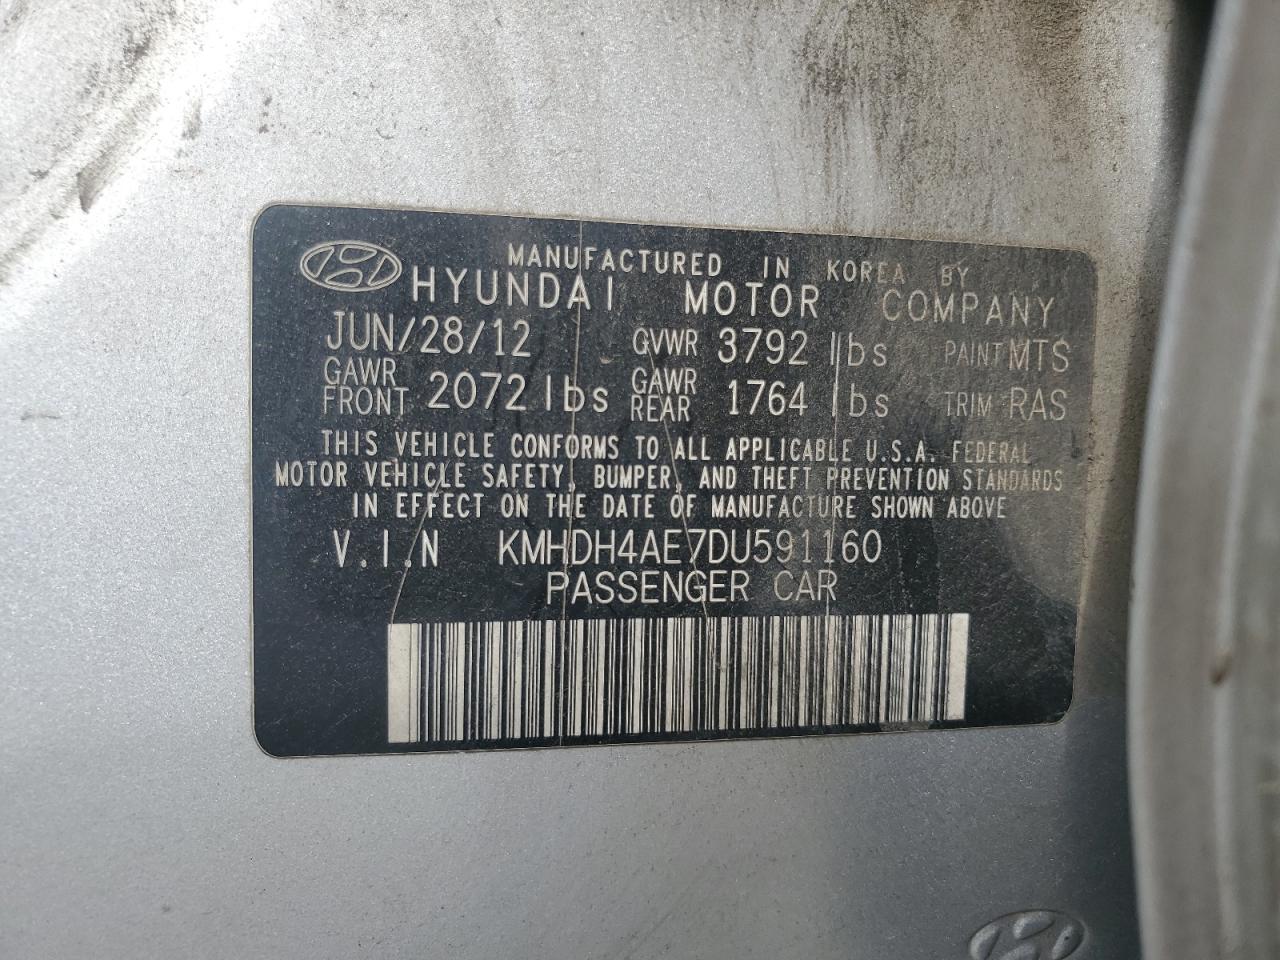 MANUFACTURED IN KOREA BY
HYUNDAI MOTOR COMPANY
JUN/28/12 GVWR 3792 lbs PAINT MTS
GAWR FRONT 2072 lbs GAWR REAR 1764 lbs TRIM RAS
THIS VEHICLE CONFORMS TO ALL APPLICABLE U.S.A. FEDERAL
MOTOR VEHICLE SAFETY, BUMPER, AND THEFT PREVENTION STANDARDS
IN EFFECT ON THE DATE OF MANUFACTURE SHOWN ABOVE
V.I.N KMHDH4AE7DU591160
PASSENGER CAR